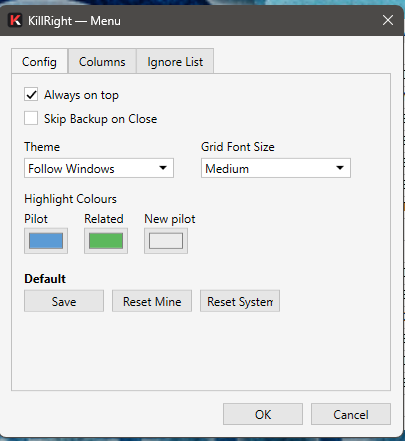 KillRight — Menu
Config Columns Ignore List
Always on top
Skip Backup on Close
Theme Grid Font Size
Follow Windows Medium
Highlight Colours
Pilot Related New pilot
Default
Save Reset Mine Reset System
OK Cancel